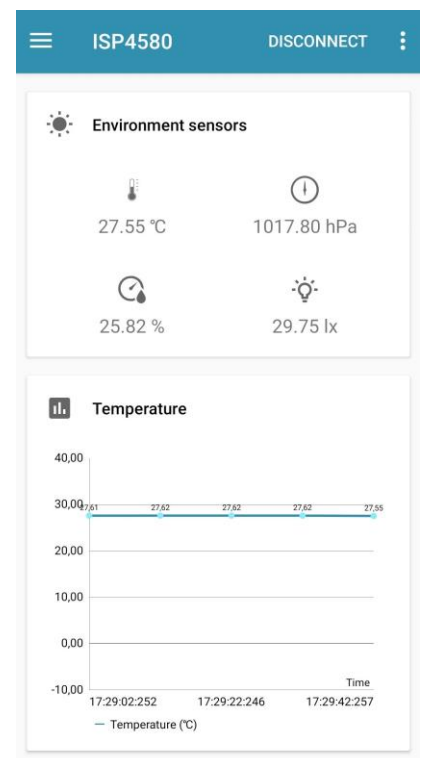 ISP4580 DISCONNECT
Environment sensors
27.55 ℃ 1017.80 hPa
25.82 % 29.75 lx
Temperature
40,00
30,00
27,61 27,62 27,62 27,62 27,55
20,00
10,00
0,00
Time
-10,00
17:29:02:252 17:29:22:246 17:29:42:257
Temperature (℃)